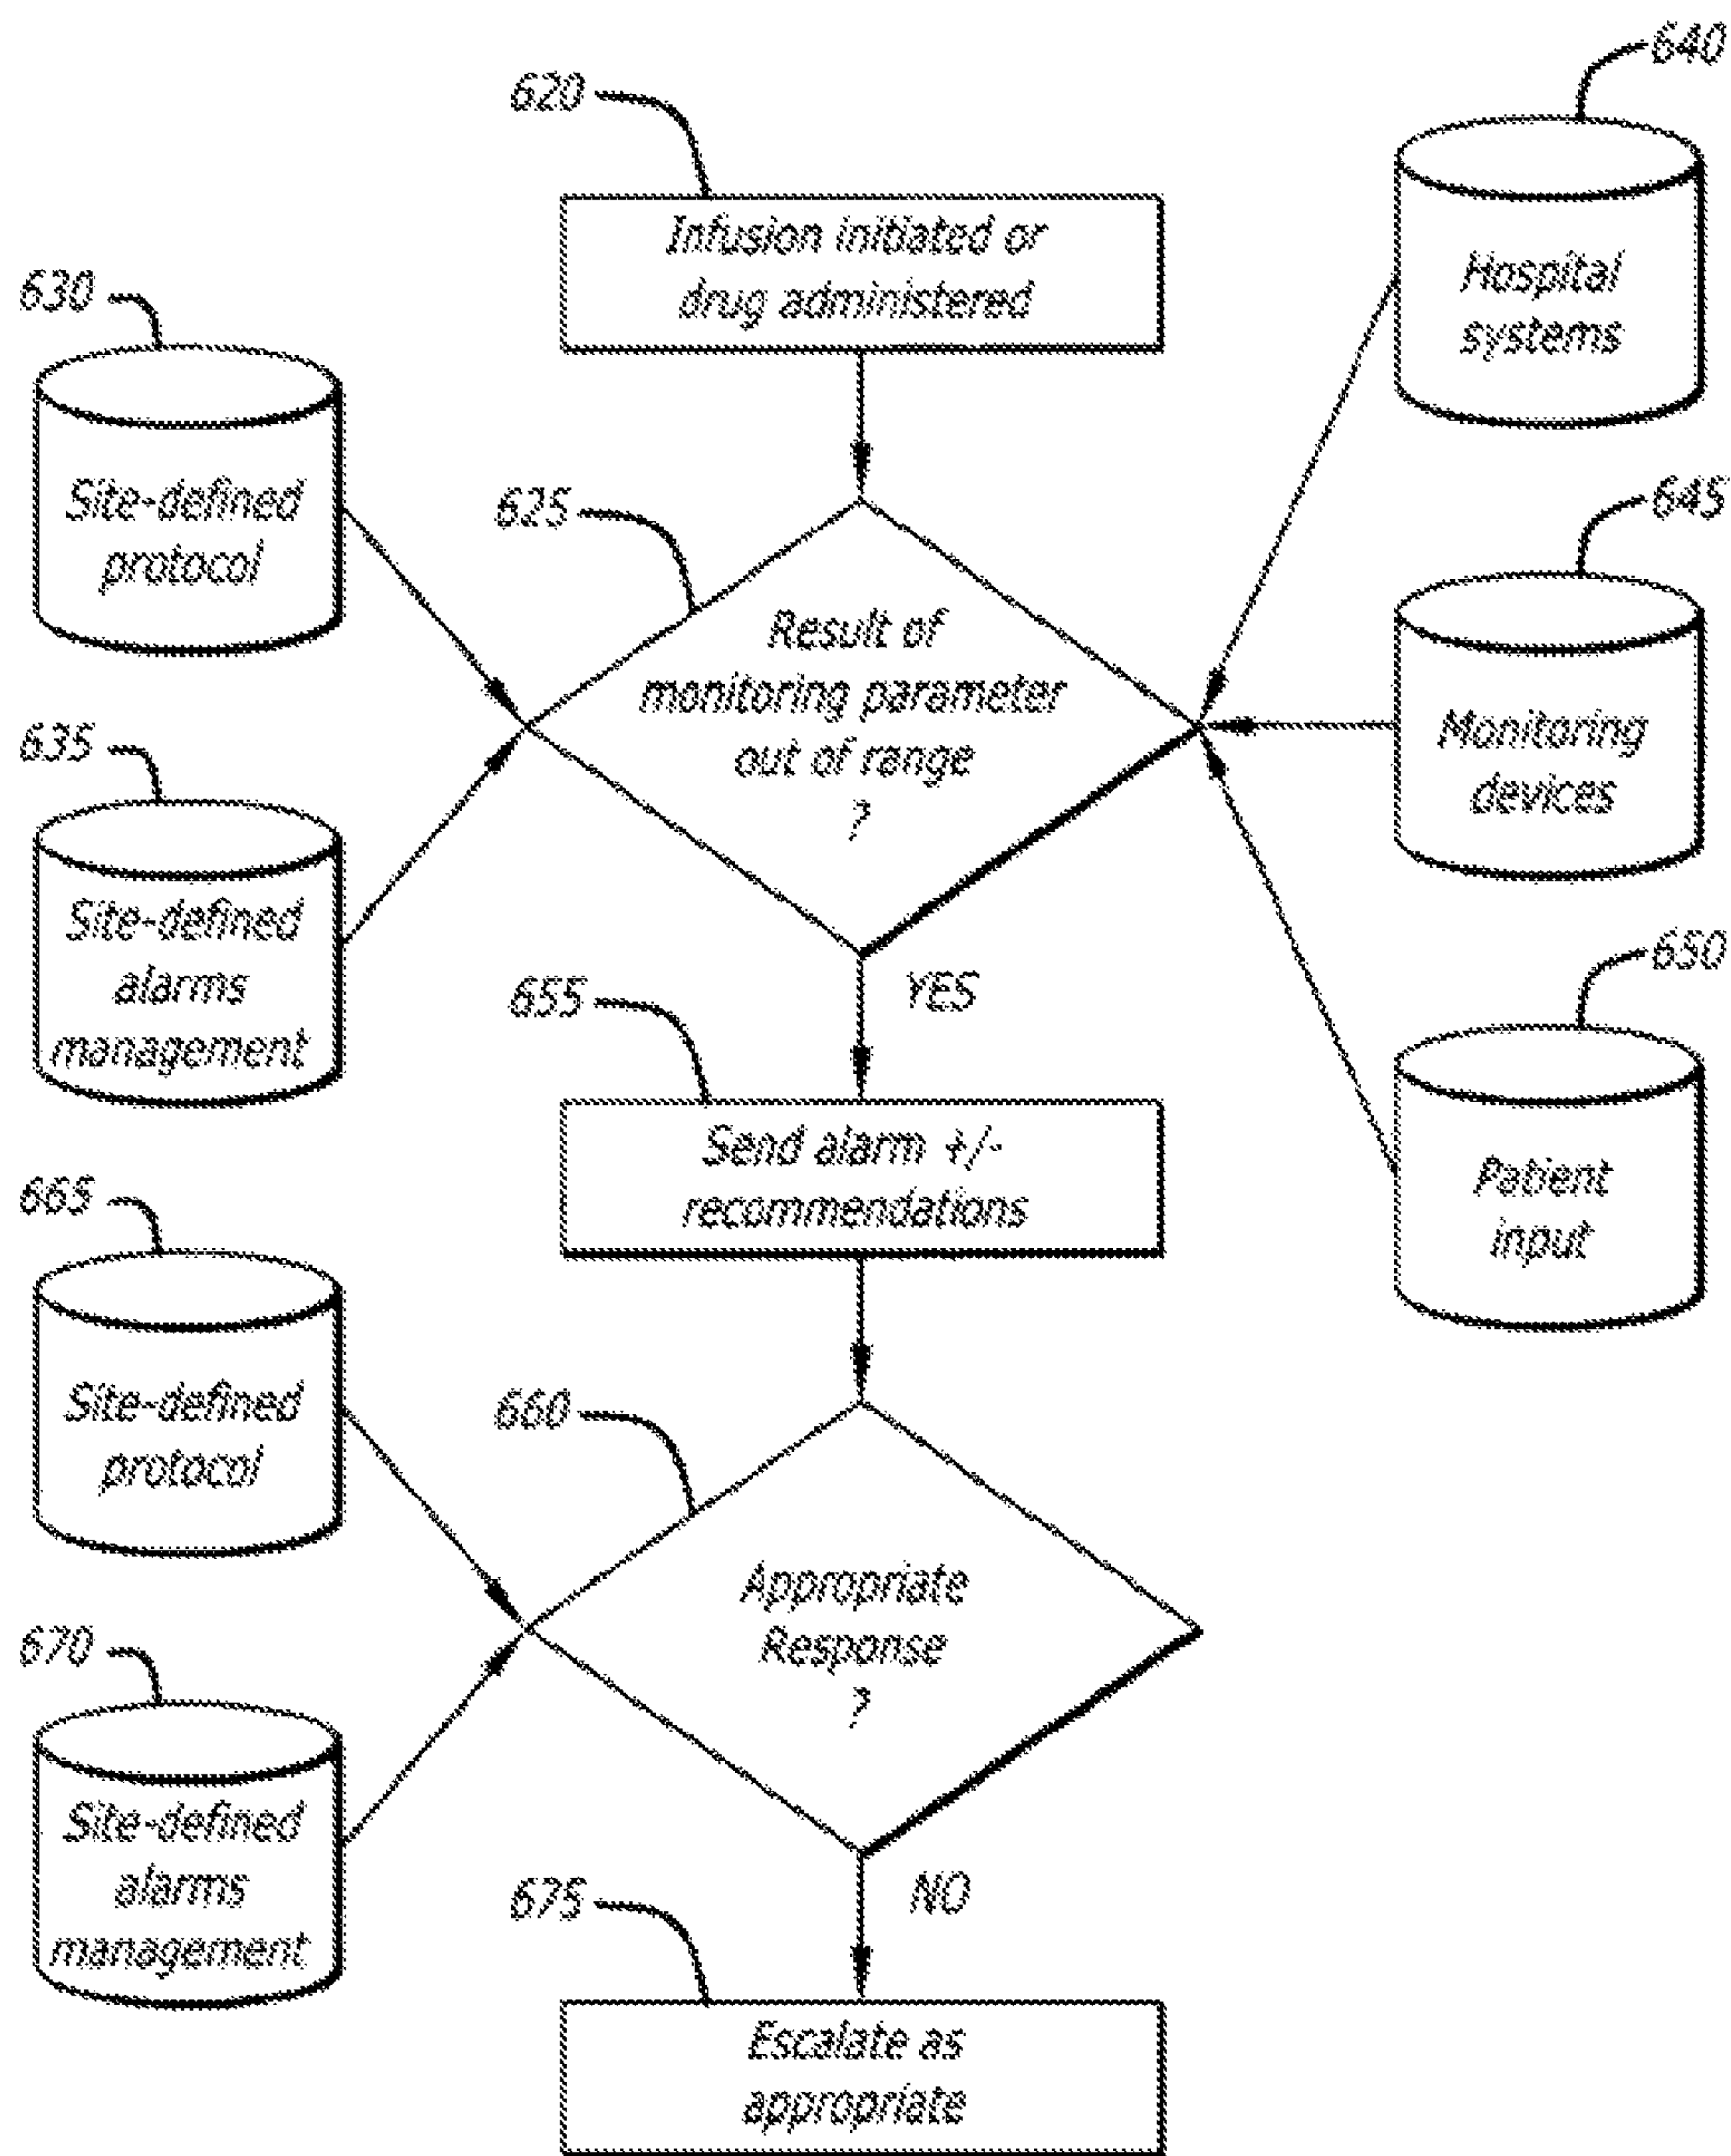 640
620
Infusion initiated or
drug administered
Hospital
systems
630
Site-defined
protocol
625
645
Result of
monitoring parameter
out of range
?
Monitoring
devices
635
Site-defined
alarms
management
YES
650
655
Send alarm +/-
recommendations
Patient
input
665
Site-defined
protocol
660
Appropriate
Response
?
670
Site-defined
alarms
management
NO
675
Escalate as
appropriate